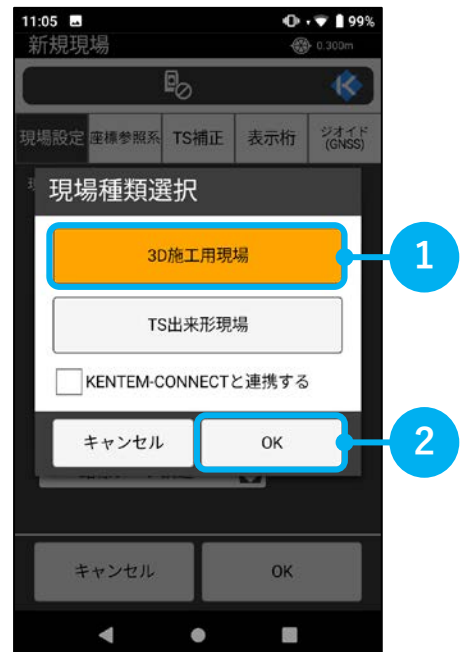 11:05
99%
新規現場
0.300m
現場設定 座標参照系 TS補正 表示桁 ジオイド
(GNSS)
現場種類選択
3D施工用現場
1
TS出来形現場
KENTEM-CONNECTと連携する
キャンセル OK
2
キャンセル OK